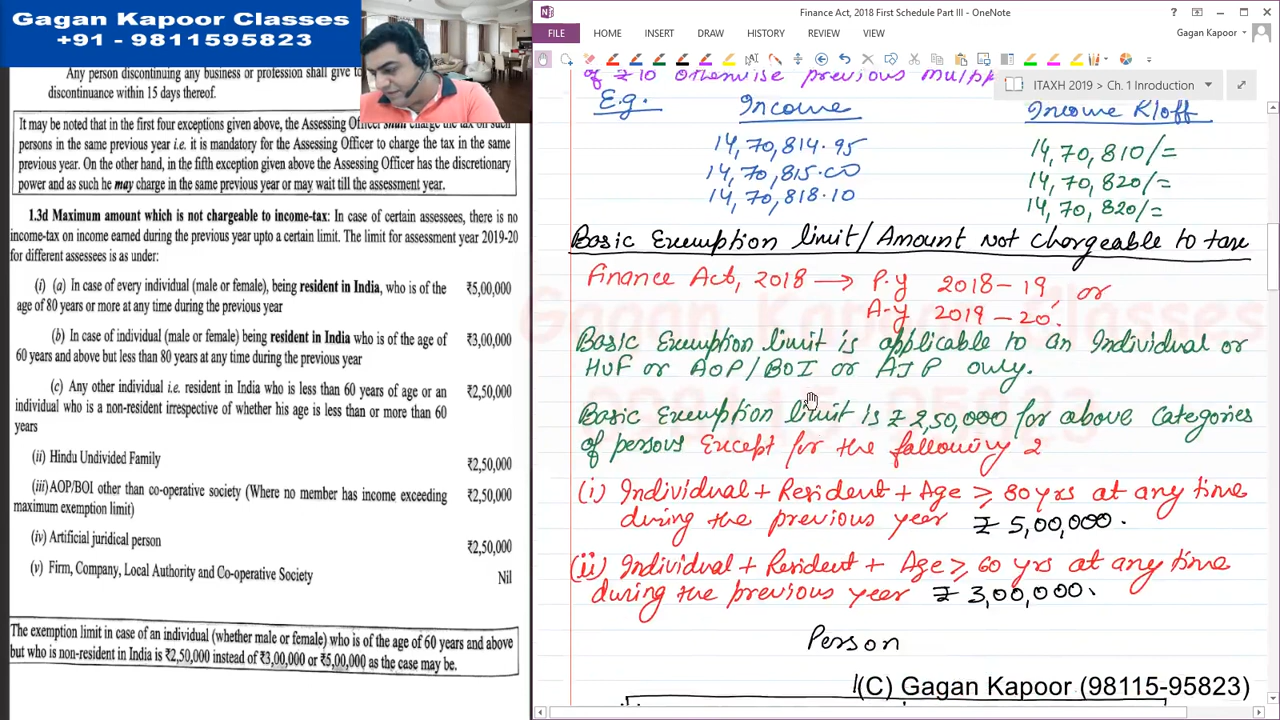 Gagan Kapoor Classes
+91 - 9811595823
Any person discontinuing any business or profession shall give
discontinuance within 15 days thereof.
It may be noted that in the first four exceptions given above, the Assessing Officer shall charge the tax on such
persons in the same previous year i.e. it is mandatory for the Assessing Officer to charge the tax in the same
previous year. On the other hand, in the fifth exception given above the Assessing Officer has the discretionary
power and as such he may charge in the same previous year or may wait till the assessment year.
1.3d Maximum amount which is not chargeable to income-tax: In case of certain assessees, there is no
income-tax on income earned during the previous year upto a certain limit. The limit for assessment year 2019-20
for different assessees is as under:
(i) (a) In case of every individual (male or female), being resident in India, who is of the ₹5,00,000
age of 80 years or more at any time during the previous year
(b) In case of individual (male or female) being resident in India who is of the age of ₹3,00,000
60 years and above but less than 80 years at any time during the previous year
(c) Any other individual i.e. resident in India who is less than 60 years of age or an ₹2,50,000
individual who is a non-resident irrespective of whether his age is less than or more than 60
years
(ii) Hindu Undivided Family ₹2,50,000
(iii) AOP/BOI other than co-operative society (Where no member has income exceeding ₹2,50,000
maximum exemption limit)
(iv) Artificial juridical person ₹2,50,000
(v) Firm, Company, Local Authority and Co-operative Society Nil
The exemption limit in case of an individual (whether male or female) who is of the age of 60 years and above
but who is non-resident in India is ₹2,50,000 instead of ₹3,00,000 or ₹5,00,000 as the case may be.
Finance Act, 2018 First Schedule Part III - OneNote
FILE HOME INSERT DRAW HISTORY REVIEW VIEW
Gagan Kapoor
ITAXH 2019 > Ch. 1 Inroduction
of ₹10 otherwise previous
E.g. Income Income R/off
14,70,814.95 14,70,810/=
14,70,815.00 14,70,820/=
14,70,818.10 14,70,820/=
Basic Exemption limit/Amount not chargeable to tax
Finance Act, 2018 → P.Y 2018-19 or
A.Y 2019-20.
Basic Exemption limit is applicable to an Individual or
HUF or AOP/BOI or AJP only.
Basic Exemption limit is ₹ 2,50,000 for above categories
of persons Except for the following 2
(i) Individual + Resident + Age ≥ 80 yrs at any time
during the previous year ₹ 5,00,000.
(ii) Individual + Resident + Age ≥ 60 yrs at any time
during the previous year ₹ 3,00,000.
Person
(C) Gagan Kapoor (98115-95823)